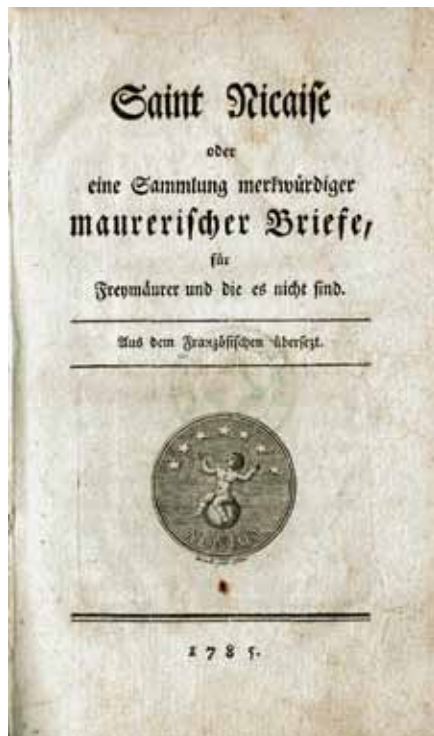 Saint Nicaise
oder
eine Sammlung merkwürdiger
maurerischer Briefe,
für
Freymäurer und die es nicht sind.
Aus dem Französischen übersezt.
1785.